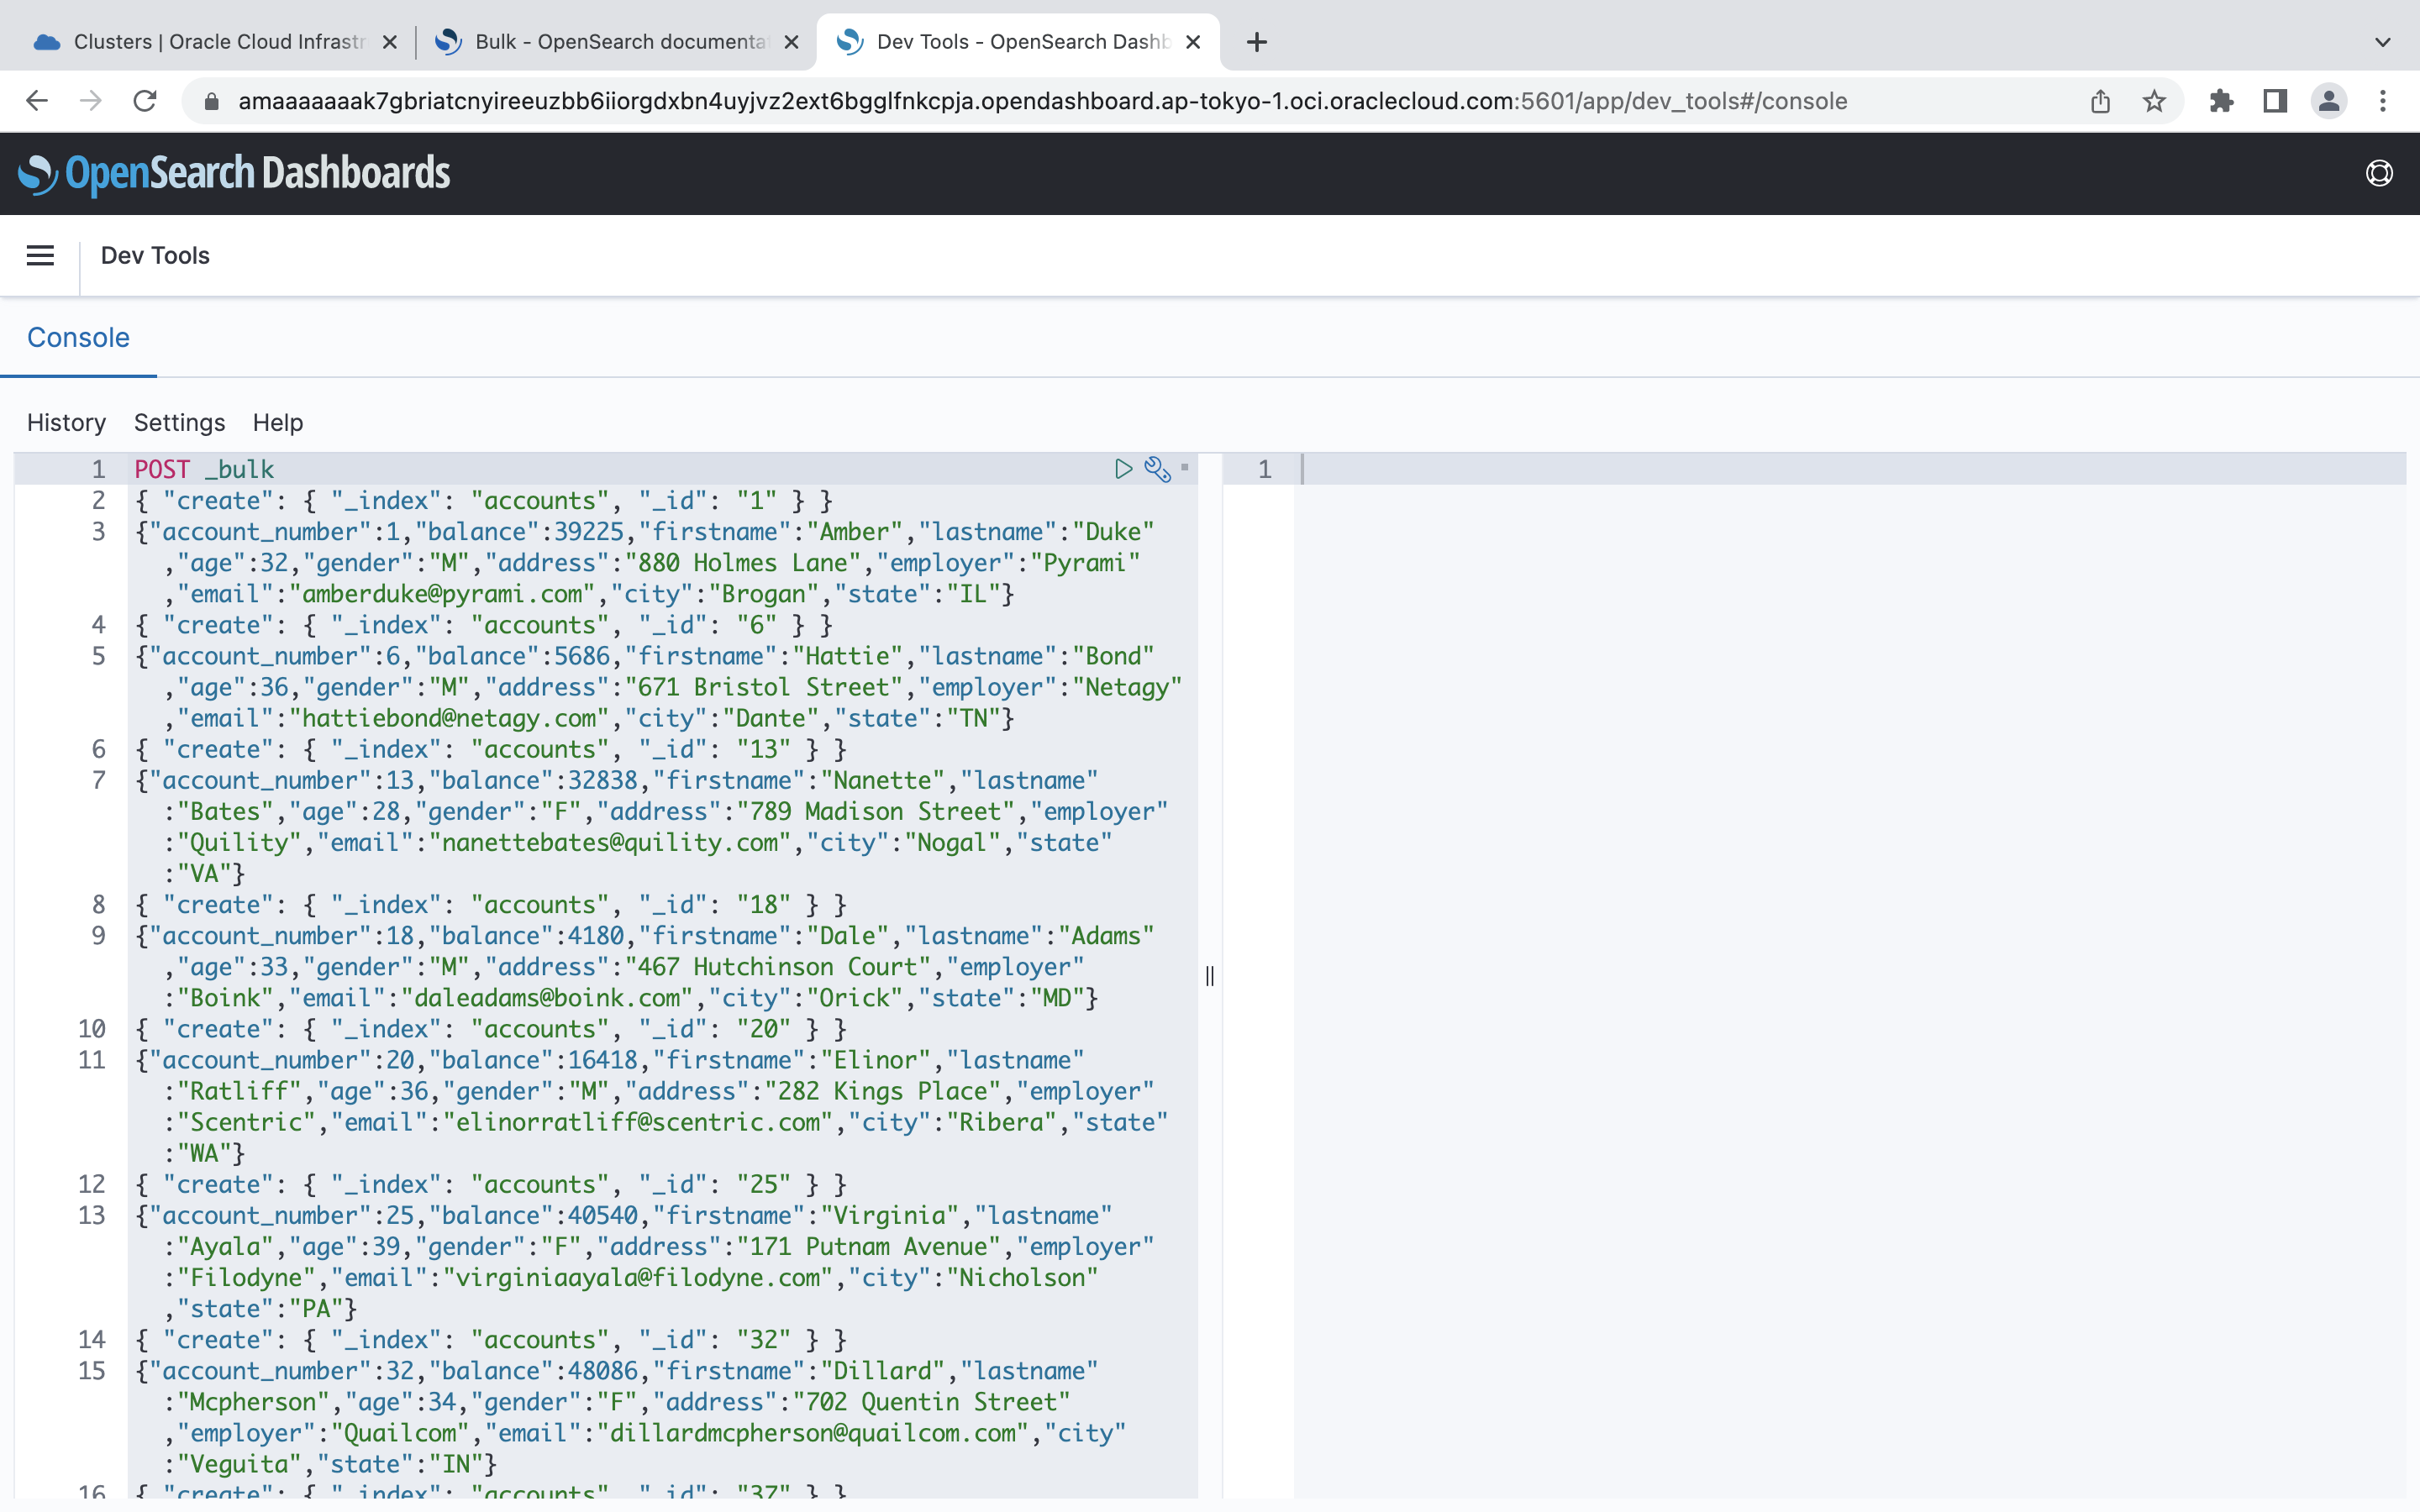 Clusters | Oracle Cloud Infrastr
Bulk - OpenSearch documenta
Dev Tools - OpenSearch Dashb
amaaaaaaak7gbriatcnyireeuzbb6iiorgdxbn4uyjvz2ext6bgglfnkcpja.opendashboard.ap-tokyo-1.oci.oraclecloud.com:5601/app/dev_tools#/console
OpenSearch Dashboards
Dev Tools
Console
History Settings Help
1 POST _bulk
1
2 { "create": { "_index": "accounts", "_id": "1" } }
3 {"account_number":1,"balance":39225,"firstname":"Amber","lastname":"Duke"
,"age":32,"gender":"M","address":"880 Holmes Lane","employer":"Pyrami"
,"email":"amberduke@pyrami.com","city":"Brogan","state":"IL"}
4 { "create": { "_index": "accounts", "_id": "6" } }
5 {"account_number":6,"balance":5686,"firstname":"Hattie","lastname":"Bond"
,"age":36,"gender":"M","address":"671 Bristol Street","employer":"Netagy"
,"email":"hattiebond@netagy.com","city":"Dante","state":"TN"}
6 { "create": { "_index": "accounts", "_id": "13" } }
7 {"account_number":13,"balance":32838,"firstname":"Nanette","lastname"
:"Bates","age":28,"gender":"F","address":"789 Madison Street","employer"
:"Quility","email":"nanettebates@quility.com","city":"Nogal","state"
:"VA"}
8 { "create": { "_index": "accounts", "_id": "18" } }
9 {"account_number":18,"balance":4180,"firstname":"Dale","lastname":"Adams"
,"age":33,"gender":"M","address":"467 Hutchinson Court","employer"
:"Boink","email":"daleadams@boink.com","city":"Orick","state":"MD"}
10 { "create": { "_index": "accounts", "_id": "20" } }
11 {"account_number":20,"balance":16418,"firstname":"Elinor","lastname"
:"Ratliff","age":36,"gender":"M","address":"282 Kings Place","employer"
:"Scentric","email":"elinorratliff@scentric.com","city":"Ribera","state"
:"WA"}
12 { "create": { "_index": "accounts", "_id": "25" } }
13 {"account_number":25,"balance":40540,"firstname":"Virginia","lastname"
:"Ayala","age":39,"gender":"F","address":"171 Putnam Avenue","employer"
:"Filodyne","email":"virginiaayala@filodyne.com","city":"Nicholson"
,"state":"PA"}
14 { "create": { "_index": "accounts", "_id": "32" } }
15 {"account_number":32,"balance":48086,"firstname":"Dillard","lastname"
:"Mcpherson","age":34,"gender":"F","address":"702 Quentin Street"
,"employer":"Quailcom","email":"dillardmcpherson@quailcom.com","city"
:"Veguita","state":"IN"}
16 { "create": { "_index": "accounts", "_id": "37" } }